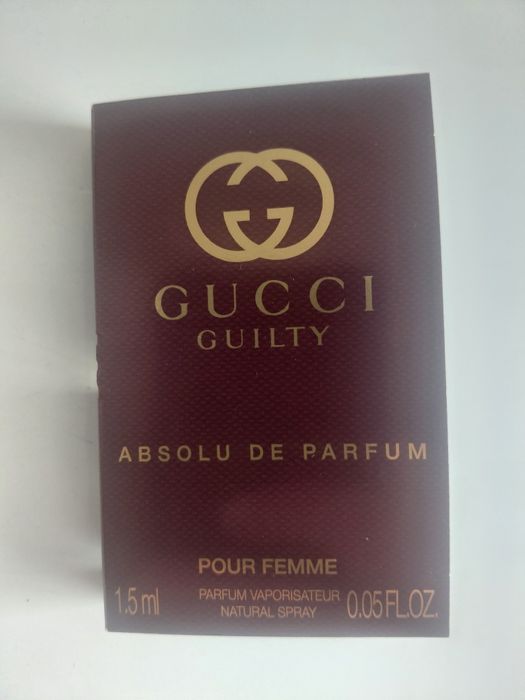 GUCCI
GUILTY
ABSOLU DE PARFUM
POUR FEMME
1.5 ml PARFUM VAPORISATEUR 0.05 FL.OZ.
NATURAL SPRAY